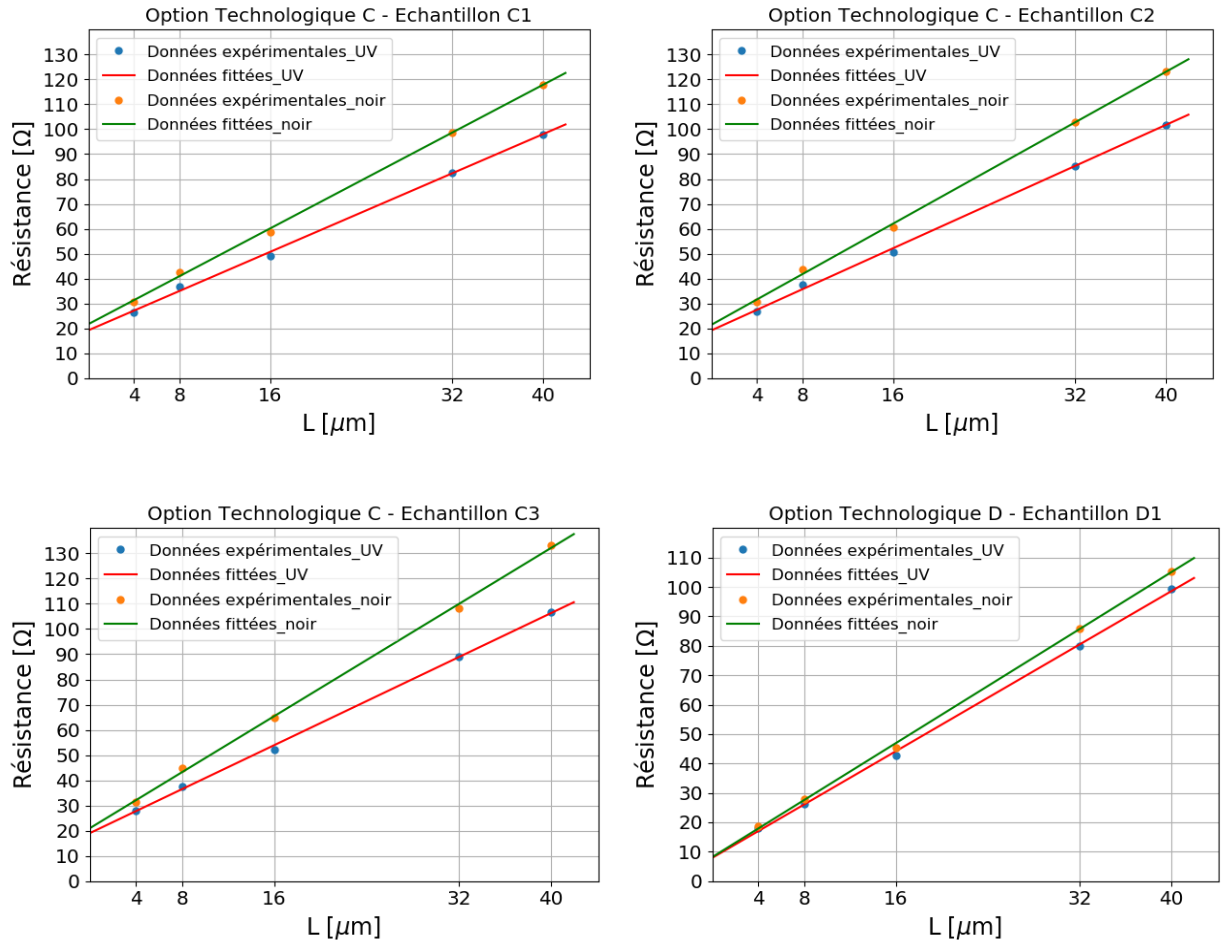 Option Technologique C - Echantillon C1
Données expérimentales_UV
Données fittées_UV
Données expérimentales_noir
Données fittées_noir
Résistance [Ω]
130
120
110
100
90
80
70
60
50
40
30
20
10
0
4 8 16 32 40
L [μm]
Option Technologique C - Echantillon C2
Données expérimentales_UV
Données fittées_UV
Données expérimentales_noir
Données fittées_noir
Résistance [Ω]
130
120
110
100
90
80
70
60
50
40
30
20
10
0
4 8 16 32 40
L [μm]
Option Technologique C - Echantillon C3
Données expérimentales_UV
Données fittées_UV
Données expérimentales_noir
Données fittées_noir
Résistance [Ω]
130
120
110
100
90
80
70
60
50
40
30
20
10
0
4 8 16 32 40
L [μm]
Option Technologique D - Echantillon D1
Données expérimentales_UV
Données fittées_UV
Données expérimentales_noir
Données fittées_noir
Résistance [Ω]
110
100
90
80
70
60
50
40
30
20
10
0
4 8 16 32 40
L [μm]